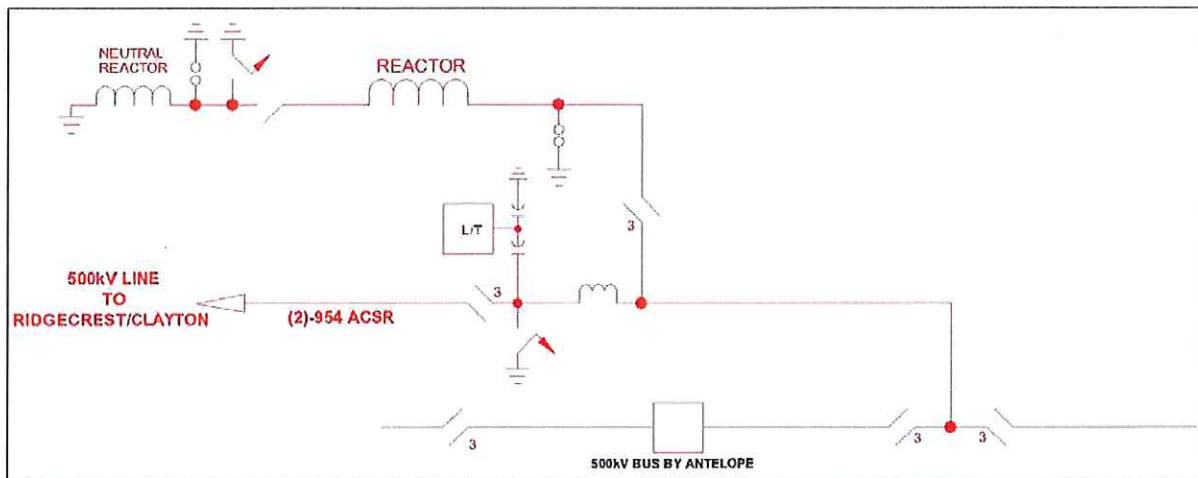 NEUTRAL
REACTOR
REACTOR
3
L/T
3
500kV LINE
TO
RIDGECREST/CLAYTON
(2)-954 ACSR
3
3
3
500kV BUS BY ANTELOPE